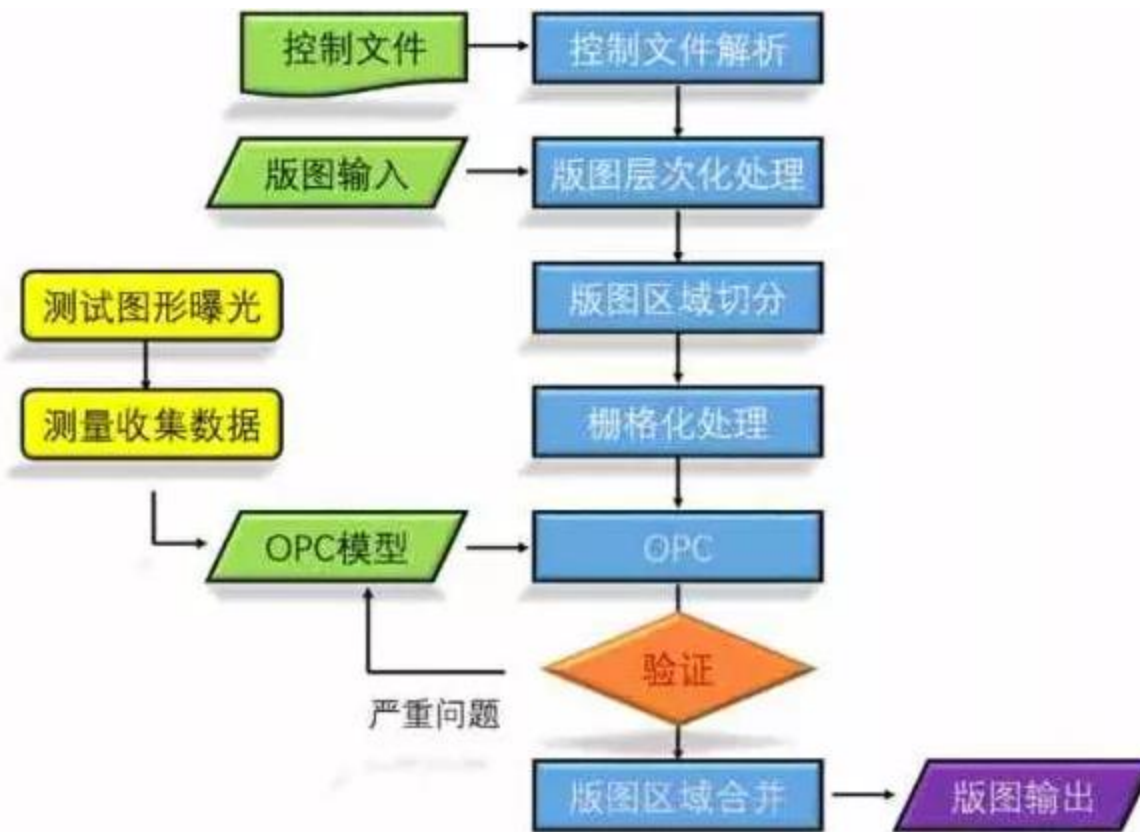 控制文件
控制文件解析
版图输入
版图层次化处理
版图区域切分
测试图形曝光
栅格化处理
测量收集数据
OPC模型
OPC
验证
严重问题
版图区域合并
版图输出